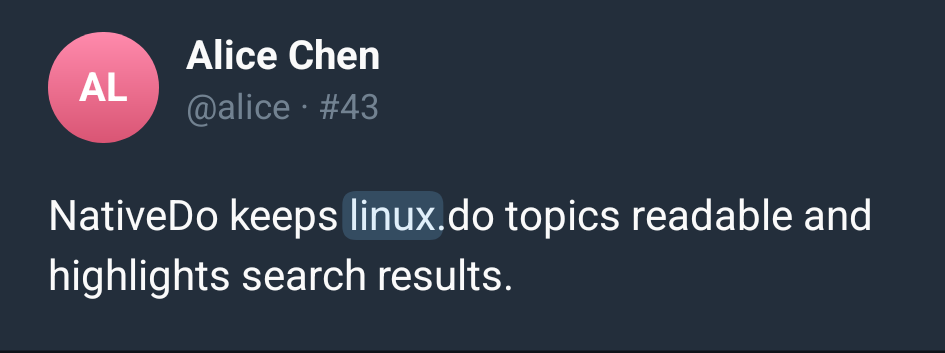 AL
Alice Chen
@alice · #43
NativeDo keeps linux.do topics readable and
highlights search results.